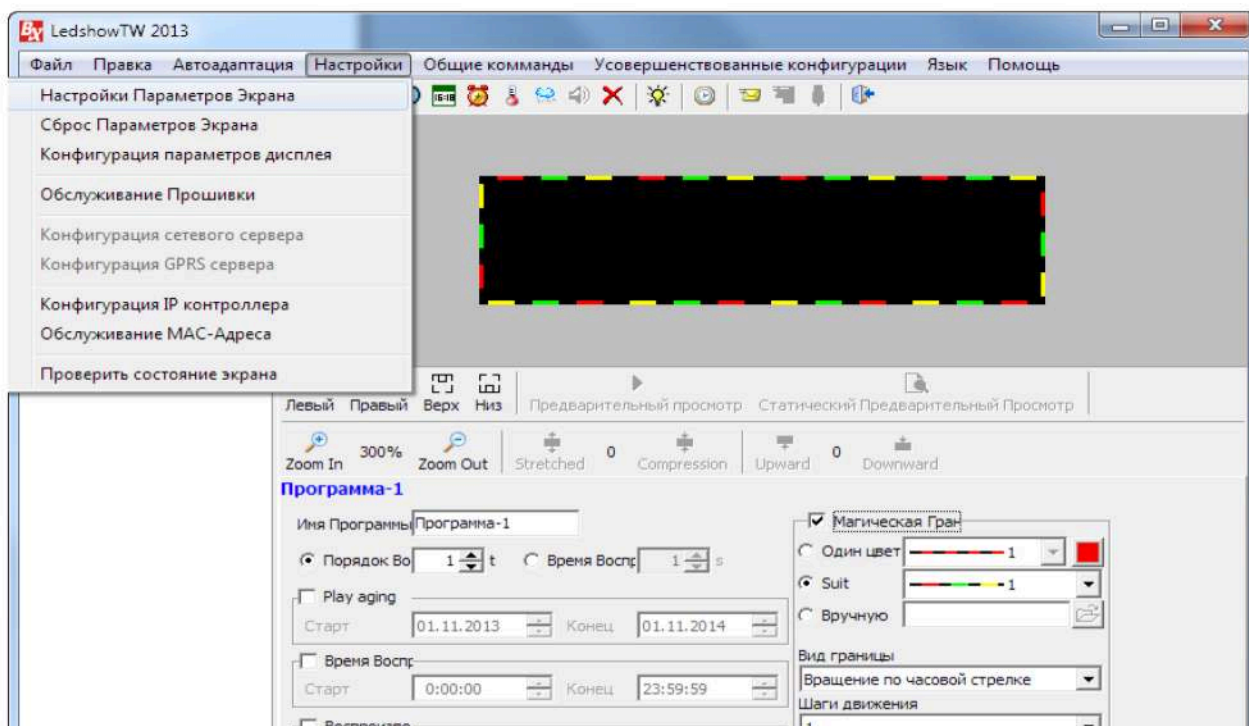 LedshowTW 2013
Файл Правка Автоадаптация Настройки Общие комманды Усовершенствованные конфигурации Язык Помощь
Настройки Параметров Экрана
Сброс Параметров Экрана
Конфигурация параметров дисплея
Обслуживание Прошивки
Конфигурация сетевого сервера
Конфигурация GPRS сервера
Конфигурация IP контроллера
Обслуживание MAC-Адреса
Проверить состояние экрана
Левый Правый Верх Низ Предварительный просмотр Статический Предварительный Просмотр
Zoom In 300% Zoom Out Stretched 0 Compression Upward 0 Downward
Программа-1
Имя Программы Программа-1
Порядок Во 1 t Время Воспр 1 s
Play aging
Старт 01.11.2013 Конец 01.11.2014
Время Воспр
Старт 0:00:00 Конец 23:59:59
Магическая Гран
Один цвет 1
Suit 1
Вручную
Вид границы
Вращение по часовой стрелке
Шаги движения